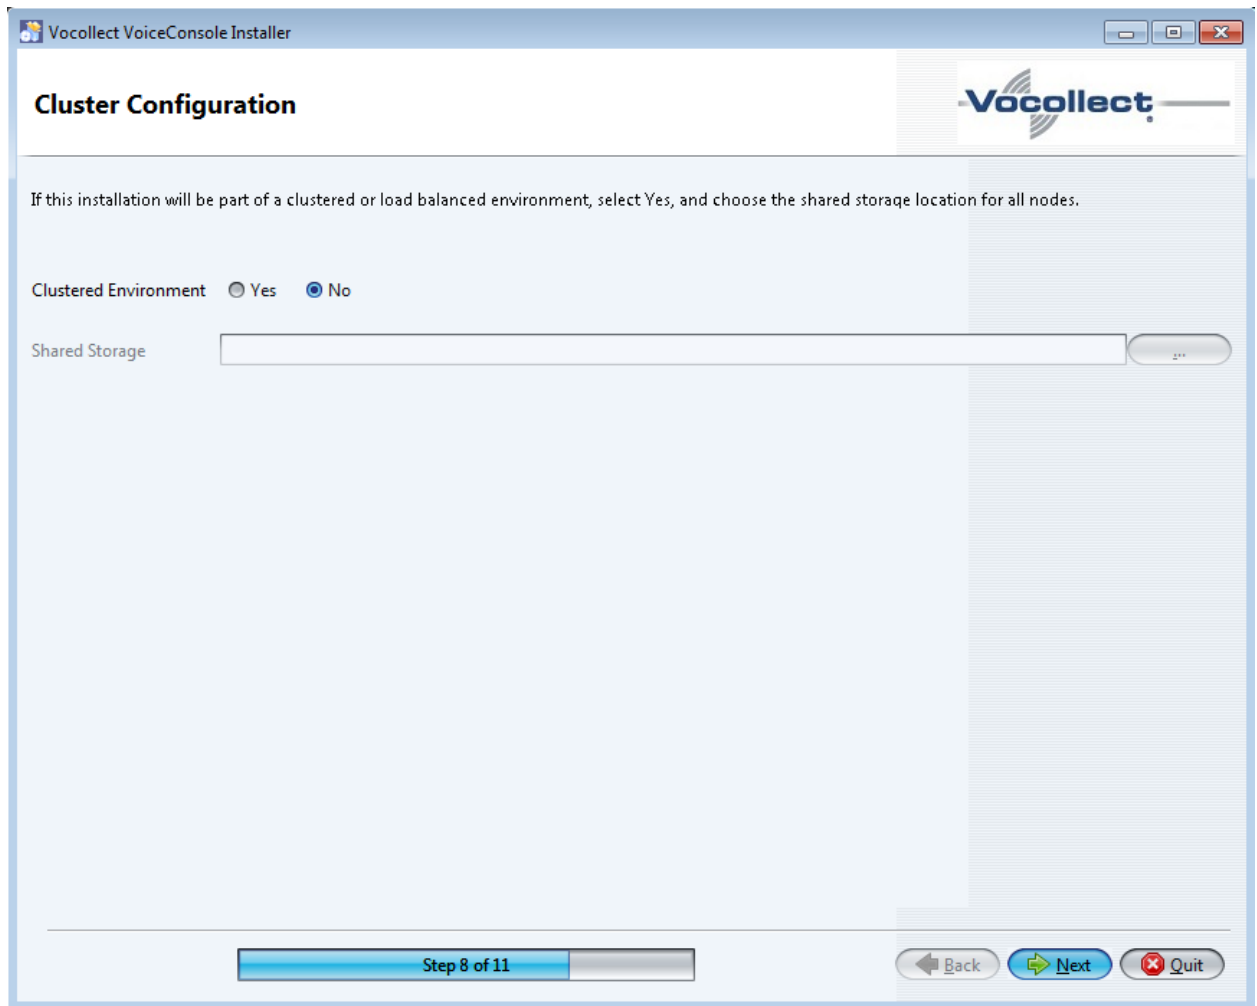 Vocollect VoiceConsole Installer
Cluster Configuration
Vocollect®
If this installation will be part of a clustered or load balanced environment, select Yes, and choose the shared storage location for all nodes.
Clustered Environment Yes No
Shared Storage ...
Step 8 of 11 Back Next Quit